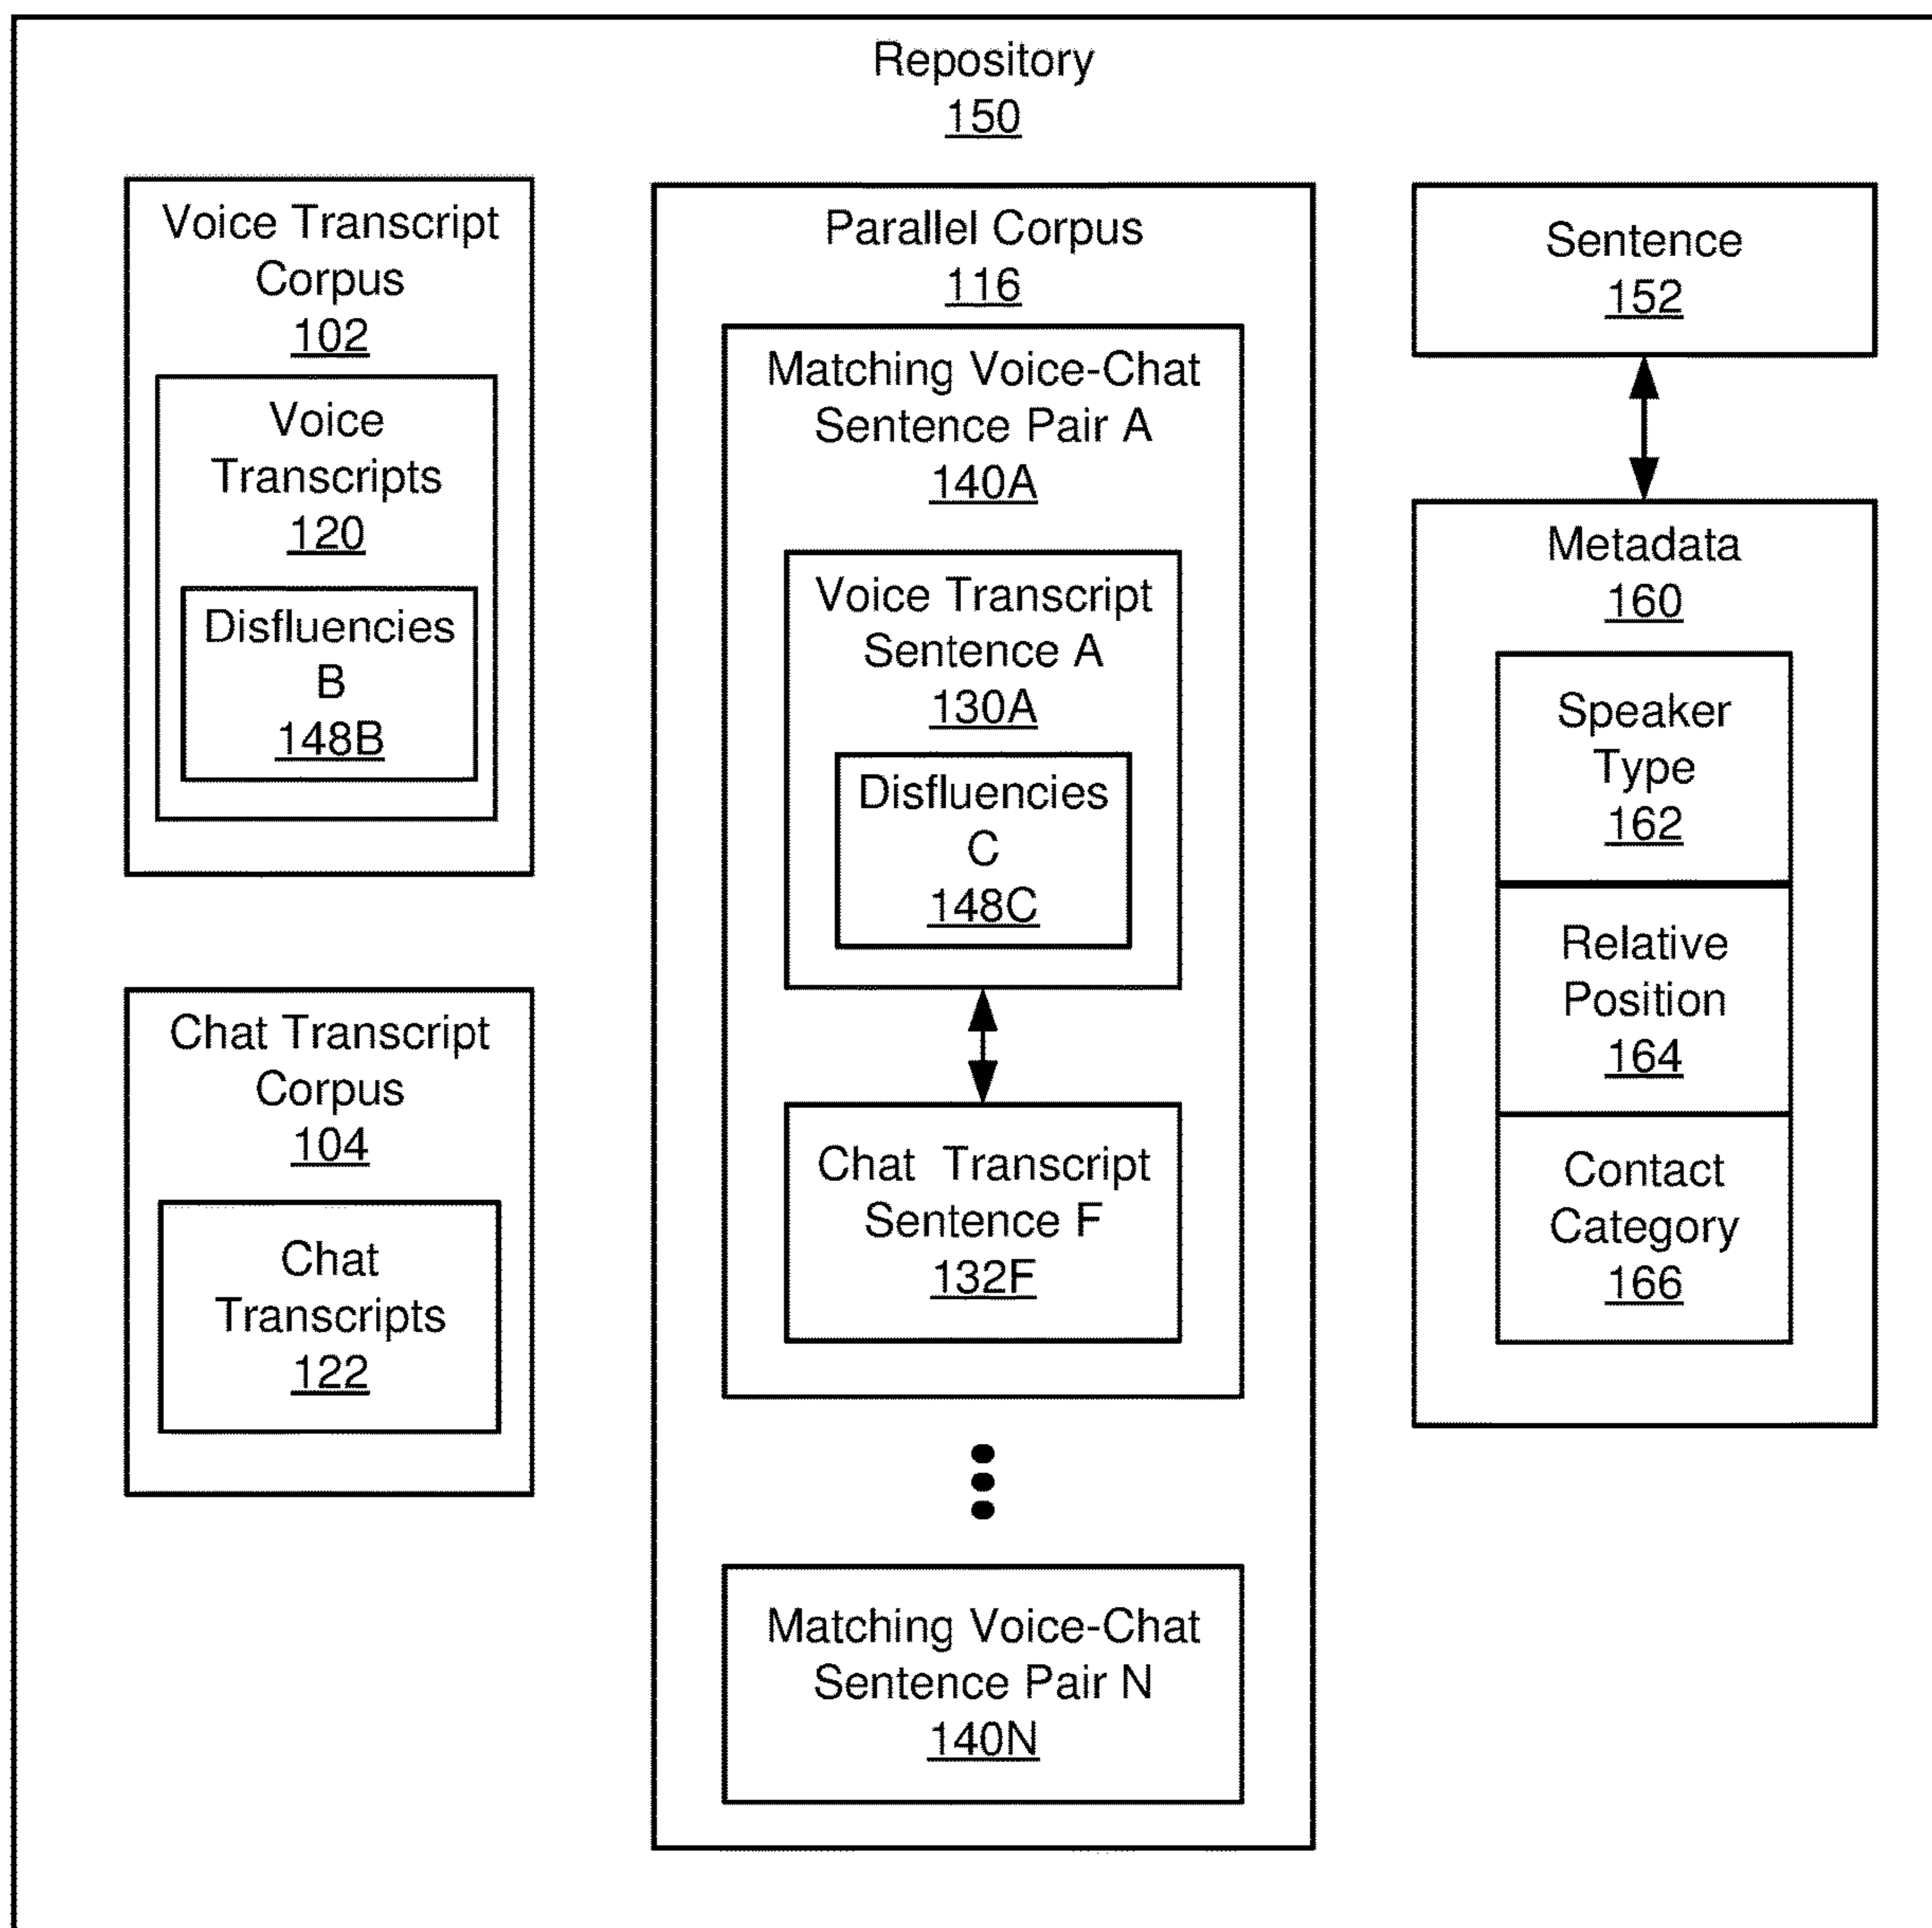 Repository
150
Voice Transcript
Corpus
102
Voice
Transcripts
120
Disfluencies
B
148B
Chat Transcript
Corpus
104
Chat
Transcripts
122
Parallel Corpus
116
Matching Voice-Chat
Sentence Pair A
140A
Voice Transcript
Sentence A
130A
Disfluencies
C
148C
Chat Transcript
Sentence F
132F
Matching Voice-Chat
Sentence Pair N
140N
Sentence
152
Metadata
160
Speaker
Type
162
Relative
Position
164
Contact
Category
166